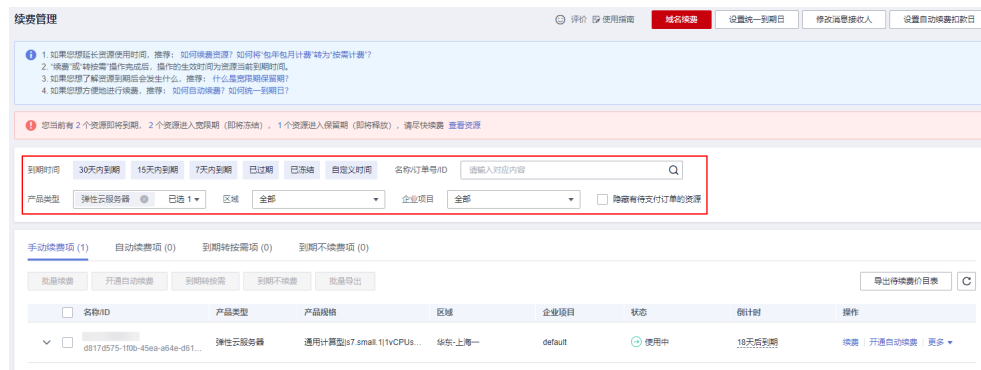 续费管理 评价 使用指南 域名续费 设置统一到期日 修改消息接收人 设置自动续费扣款日
1. 如果您想延长资源使用时间，推荐： 如何续费资源? 如何将“包年包月计费”转为“按需计费”?
2. “续费”或“转按需”操作完成后，操作的生效时间为资源当前到期时间。
3. 如果您想了解资源到期后会发生什么，推荐： 什么是宽限期保留期?
4. 如果您想方便地进行续费，推荐： 如何自动续费? 如何统一到期日?
您当前有 2 个资源即将到期， 2 个资源进入宽限期（即将冻结）， 1 个资源进入保留期（即将释放），请尽快续费 查看资源
到期时间 30天内到期 15天内到期 7天内到期 已过期 已冻结 自定义时间 名称/订单号/ID 请输入对应内容
产品类型 弹性云服务器 已选 1 区域 全部 企业项目 全部 隐藏有待支付订单的资源
手动续费项 (1) 自动续费项 (0) 到期转按需项 (0) 到期不续费项 (0)
批量续费 开通自动续费 到期转按需 到期不续费 批量导出 导出待续费价目表
名称/ID 产品类型 产品规格 区域 企业项目 状态 倒计时 操作
弹性云服务器 通用计算型|s7.small.1|1vCPUs... 华东-上海一 default 使用中 18天后到期 续费 开通自动续费 更多
d817d575-1f0b-45ea-a64e-d61...